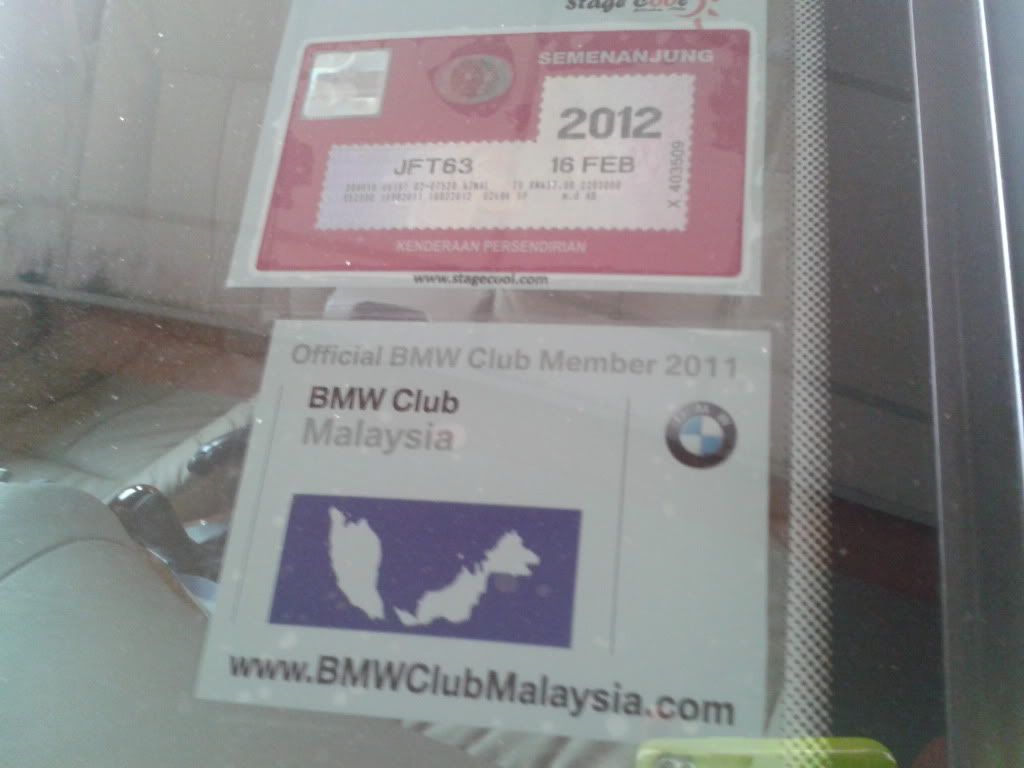 Stage Cool
SEMENANJUNG
2012
JFT63 16 FEB
X 403509
KENDERAAN PERSENDIRIAN
www.stagecool.com
Official BMW Club Member 2011
BMW Club
Malaysia
BMW
www.BMWClubMalaysia.com